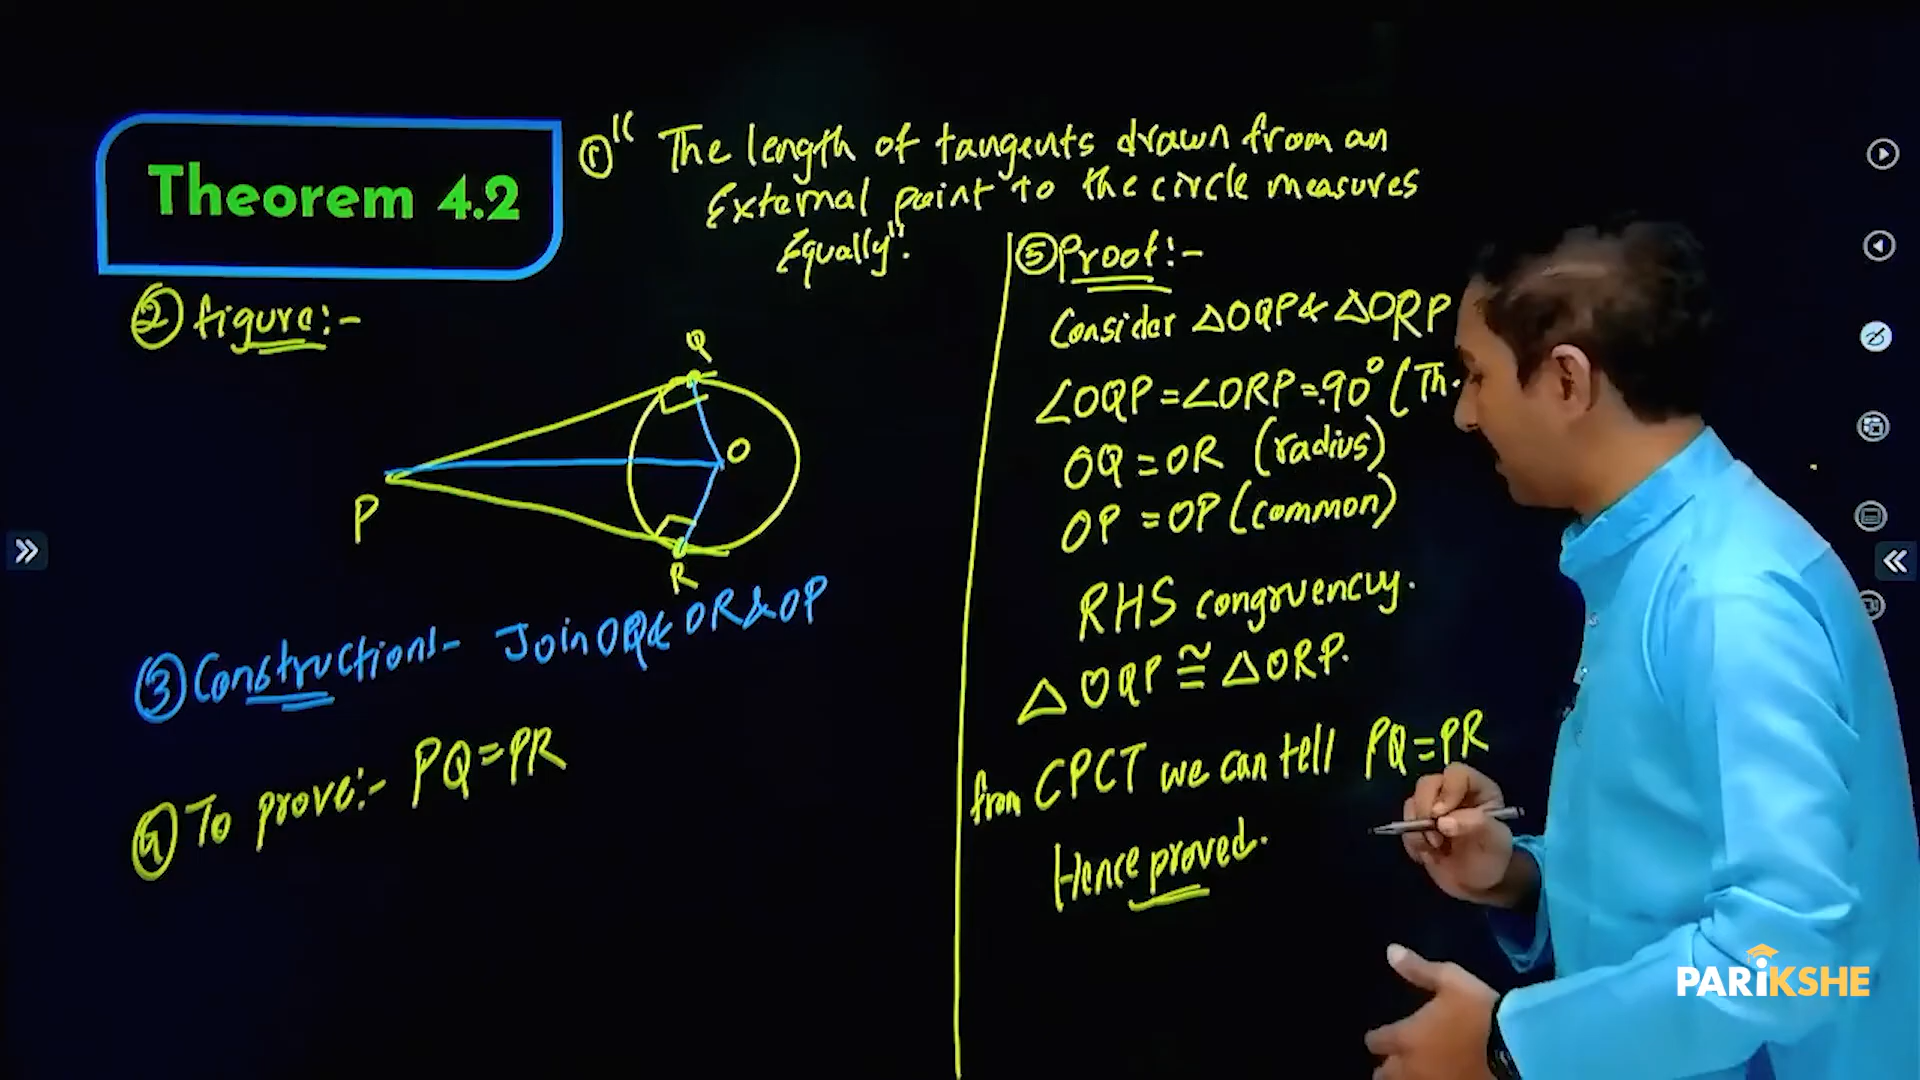 Theorem 4.2
① " The length of tangents drawn from an
External point to the circle measures
Equally".
② figure:-
Q
O
P
R
③ Construction:- Join OQ & OR & OP
④ To prove:- PQ = PR
⑤ Proof:-
Consider △OQP & △ORP
∠OQP = ∠ORP = 90° (Th.
OQ = OR (radius)
OP = OP (common)
RHS congruency.
△ OQP ≅ △ORP.
from CPCT we can tell PQ = PR
Hence proved.
PARIKSHE